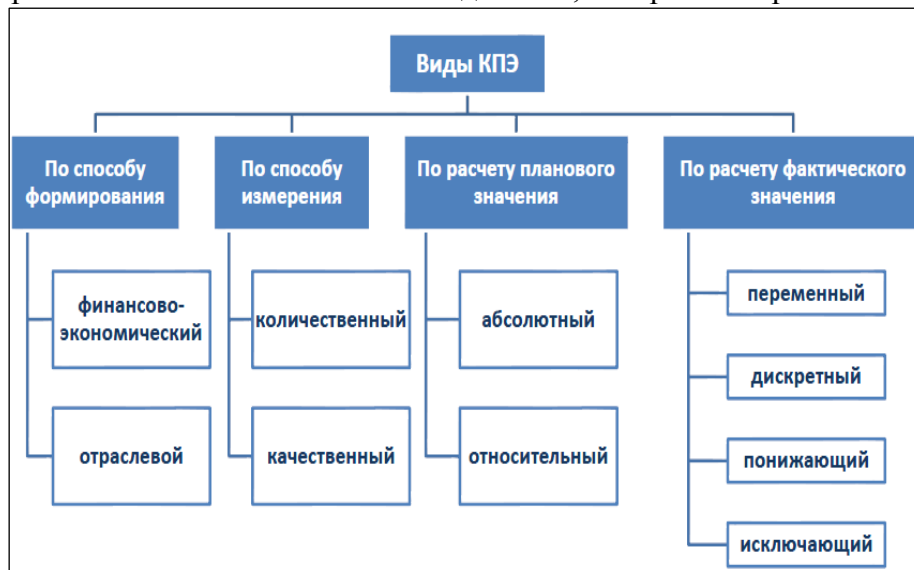 Виды КПЭ
По способу
формирования
финансово-
экономический
отраслевой
По способу
измерения
количественный
качественный
По расчету планового
значения
абсолютный
относительный
По расчету фактического
значения
переменный
дискретный
понижающий
исключающий